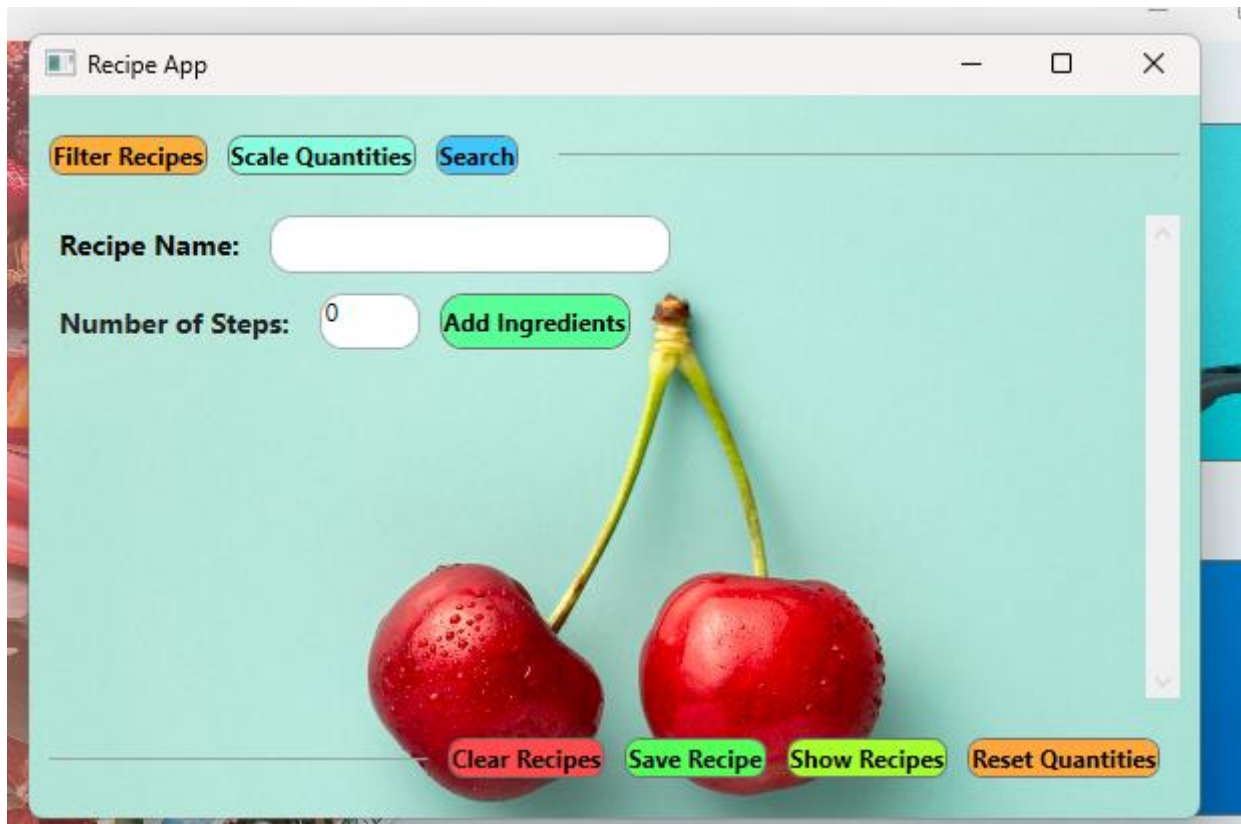 Recipe App
Filter Recipes Scale Quantities Search
Recipe Name:
Number of Steps: 0 Add Ingredients
Clear Recipes Save Recipe Show Recipes Reset Quantities